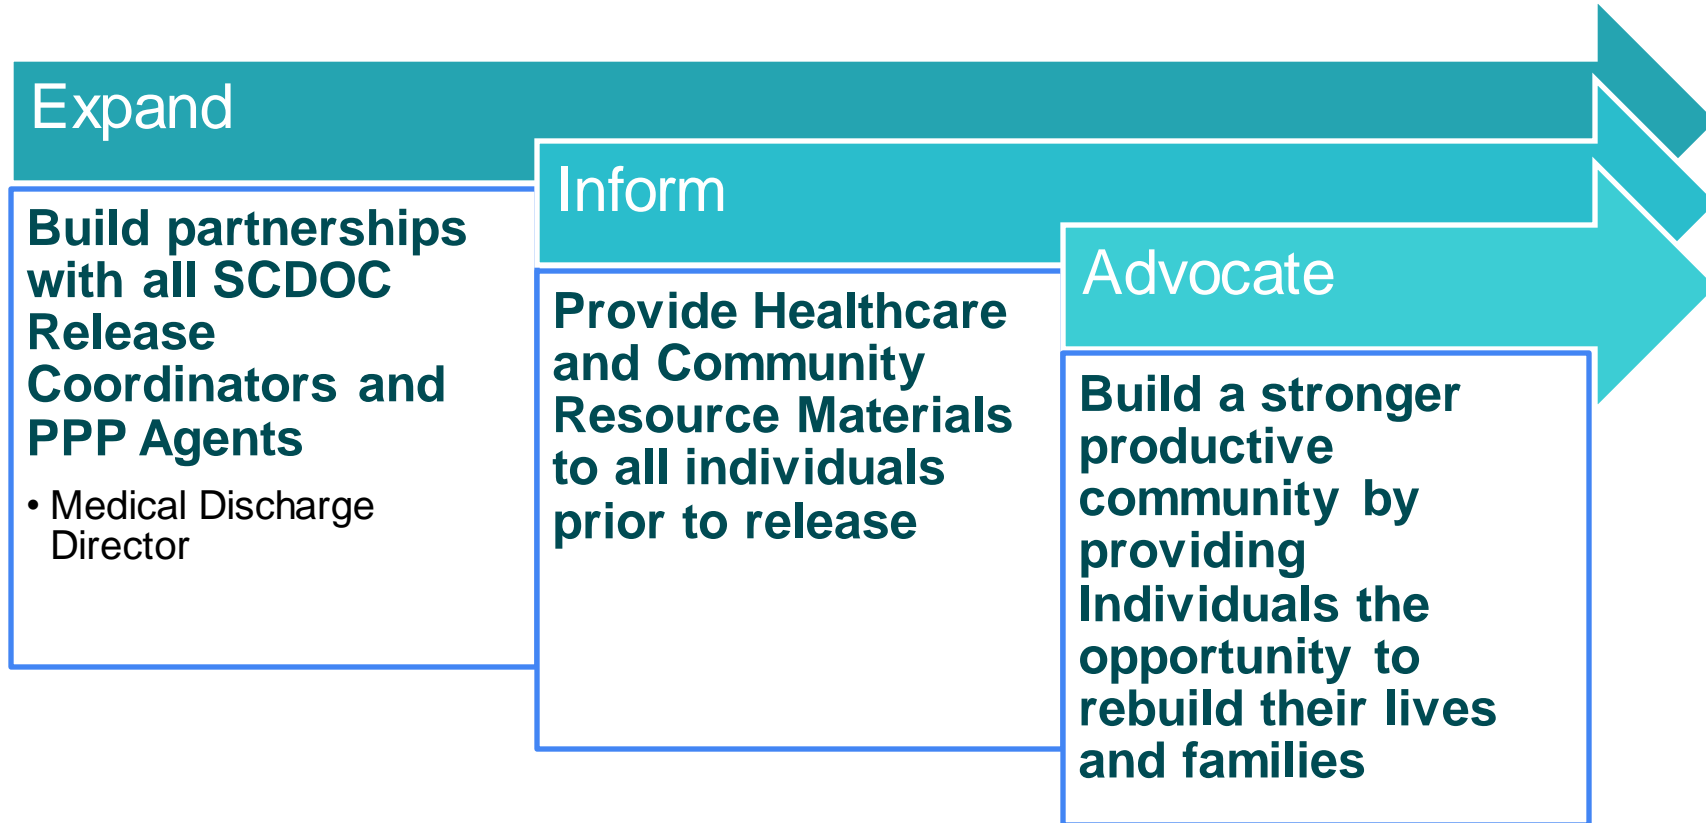 Expand
Build partnerships
with all SCDOC
Release
Coordinators and
PPP Agents
• Medical Discharge
Director
Inform
Provide Healthcare
and Community
Resource Materials
to all individuals
prior to release
Advocate
Build a stronger
productive
community by
providing
Individuals the
opportunity to
rebuild their lives
and families